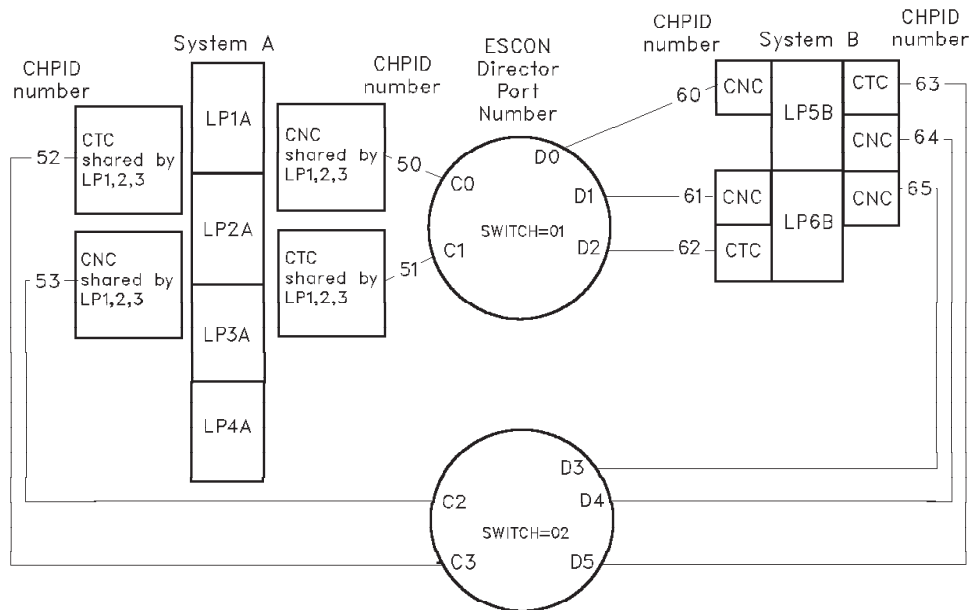 System A
CHPID
number
CTC
shared by
LP1,2,3
52
CNC
shared by
LP1,2,3
53
LP1A
LP2A
LP3A
LP4A
CHPID
number
CNC
shared by
LP1,2,3
50
CTC
shared by
LP1,2,3
51
ESCON
Director
Port
Number
C0
C1
D0
D1
D2
SWITCH=01
CHPID
number
60
61
62
System B
CNC
CNC
CTC
LP5B
LP6B
CTC
CNC
CNC
CHPID
number
63
64
65
C2
C3
D3
D4
D5
SWITCH=02